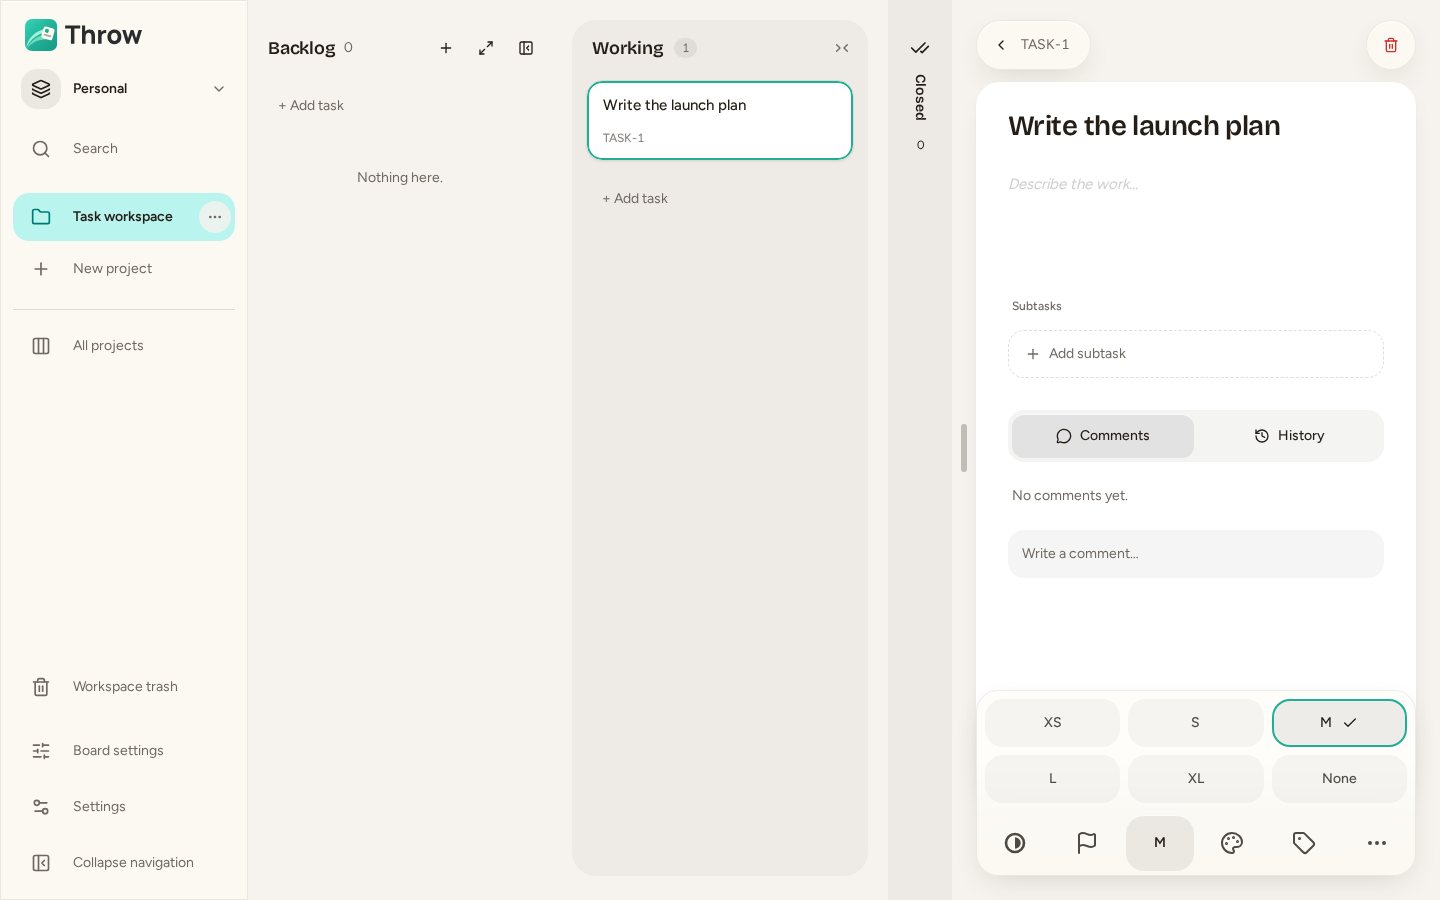 Throw
Personal
Search
Task workspace
New project
All projects
Workspace trash
Board settings
Settings
Collapse navigation
Backlog 0
+ Add task
Nothing here.
Working 1
Write the launch plan
TASK-1
+ Add task
Closed 0
TASK-1
Write the launch plan
Describe the work...
Subtasks
Add subtask
Comments History
No comments yet.
Write a comment...
XS S M
L XL None
M